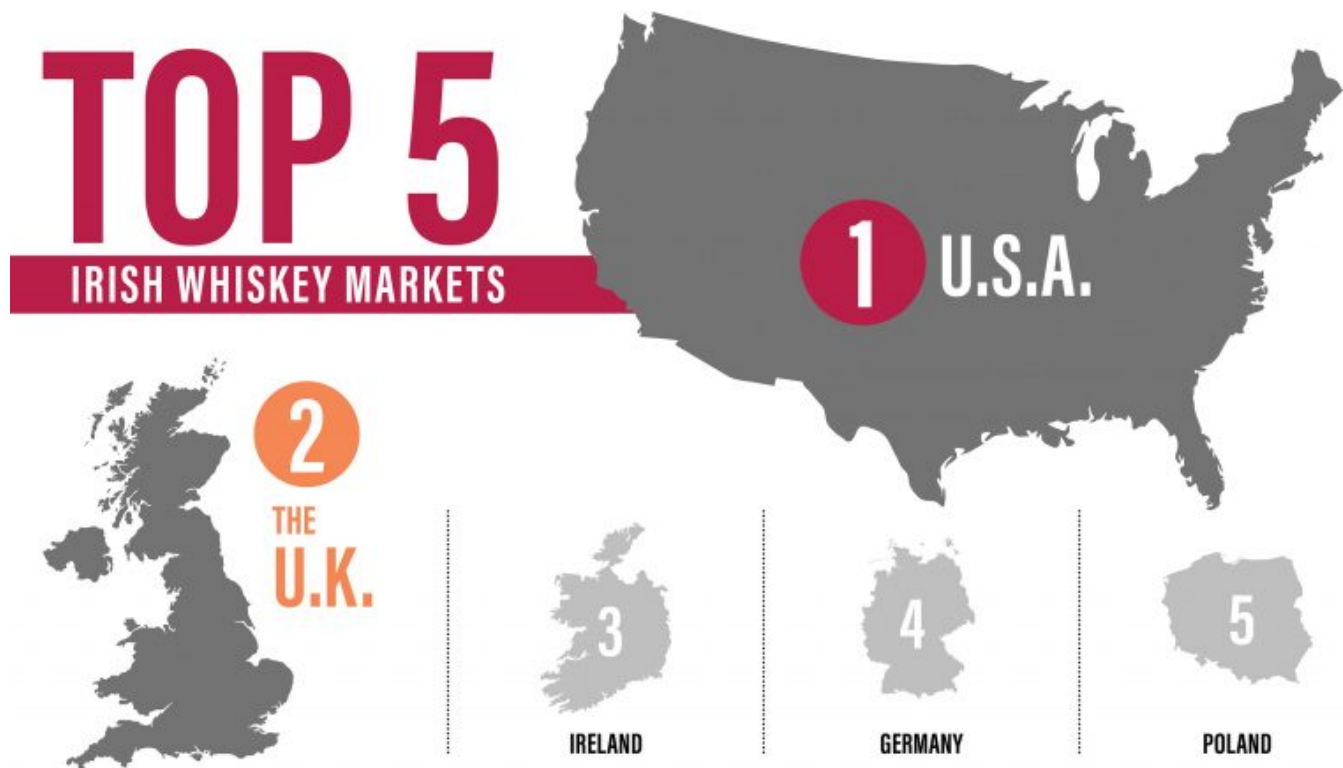 TOP 5
IRISH WHISKEY MARKETS
1 U.S.A.
2
THE
U.K.
3
IRELAND
4
GERMANY
5
POLAND